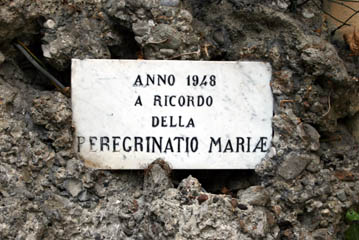 ANNO 1948
A RICORDO
DELLA
PEREGRINATIO MARIÆ